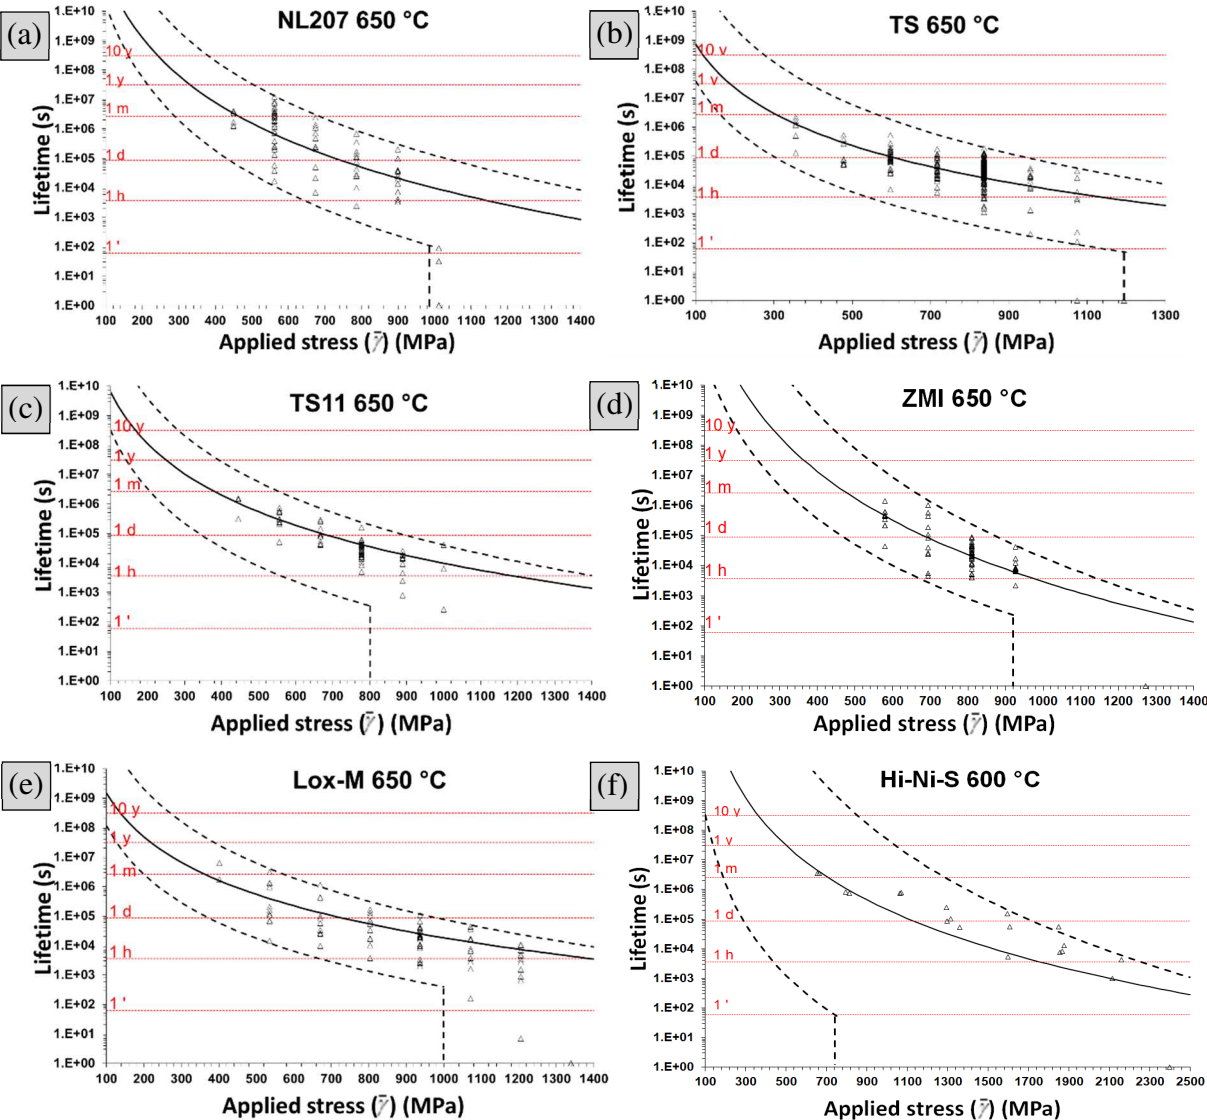 (a)
NL207 650 °C
Lifetime (s)
1.E+10
1.E+09
1.E+08
1.E+07
1.E+06
1.E+05
1.E+04
1.E+03
1.E+02
1.E+01
1.E+00
10 y
1 y
1 m
1 d
1 h
1 '
100 200 300 400 500 600 700 800 900 1000 1100 1200 1300 1400
Applied stress (γ̄) (MPa)
(b)
TS 650 °C
Lifetime (s)
1.E+10
1.E+09
1.E+08
1.E+07
1.E+06
1.E+05
1.E+04
1.E+03
1.E+02
1.E+01
1.E+00
10 y
1 y
1 m
1 d
1 h
1 '
100 300 500 700 900 1100 1300
Applied stress (γ̄) (MPa)
(c)
TS11 650 °C
Lifetime (s)
1.E+10
1.E+09
1.E+08
1.E+07
1.E+06
1.E+05
1.E+04
1.E+03
1.E+02
1.E+01
1.E+00
10 y
1 y
1 m
1 d
1 h
1 '
100 200 300 400 500 600 700 800 900 1000 1100 1200 1300 1400
Applied stress (γ̄) (MPa)
(d)
ZMI 650 °C
Lifetime (s)
1.E+10
1.E+09
1.E+08
1.E+07
1.E+06
1.E+05
1.E+04
1.E+03
1.E+02
1.E+01
1.E+00
10 y
1 y
1 m
1 d
1 h
1 '
100 200 300 400 500 600 700 800 900 1000 1100 1200 1300 1400
Applied stress (γ̄) (MPa)
(e)
Lox-M 650 °C
Lifetime (s)
1.E+10
1.E+09
1.E+08
1.E+07
1.E+06
1.E+05
1.E+04
1.E+03
1.E+02
1.E+01
1.E+00
10 y
1 y
1 m
1 d
1 h
1 '
100 200 300 400 500 600 700 800 900 1000 1100 1200 1300 1400
Applied stress (γ̄) (MPa)
(f)
Hi-Ni-S 600 °C
Lifetime (s)
1.E+10
1.E+09
1.E+08
1.E+07
1.E+06
1.E+05
1.E+04
1.E+03
1.E+02
1.E+01
1.E+00
10 y
1 y
1 m
1 d
1 h
1 '
100 300 500 700 900 1100 1300 1500 1700 1900 2100 2300 2500
Applied stress (γ̄) (MPa)